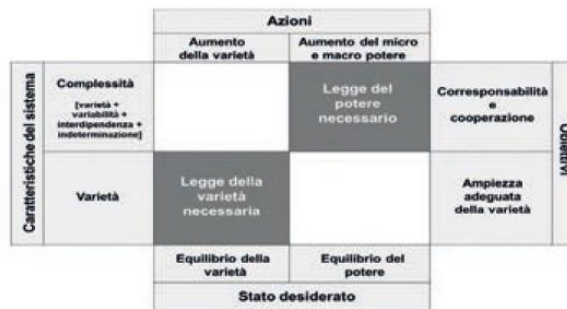 Azioni
Aumento
della varietà
Aumento del micro
e macro potere
Caratteristiche del sistema
Complessità
[varietà +
variabilità +
interdipendenza +
indeterminazione]
Legge del
potere
necessario
Corresponsabilità
e
cooperazione
Obiettivi
Varietà
Legge della
varietà
necessaria
Ampiezza
adeguata
della varietà
Equilibrio della
varietà
Equilibrio del
potere
Stato desiderato